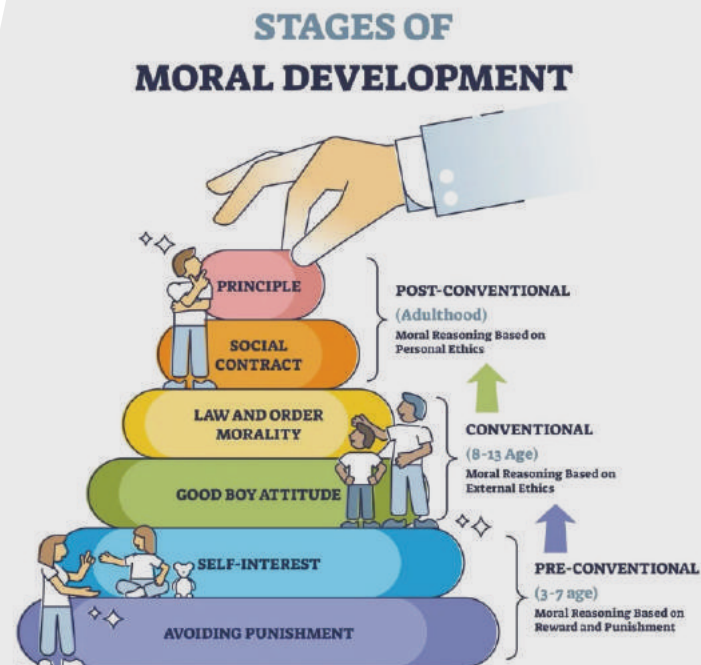 STAGES OF
MORAL DEVELOPMENT
PRINCIPLE
SOCIAL
CONTRACT
POST-CONVENTIONAL
(Adulthood)
Moral Reasoning Based on
Personal Ethics
LAW AND ORDER
MORALITY
GOOD BOY ATTITUDE
CONVENTIONAL
(8-13 Age)
Moral Reasoning Based on
External Ethics
SELF-INTEREST
AVOIDING PUNISHMENT
PRE-CONVENTIONAL
(3-7 age)
Moral Reasoning Based on
Reward and Punishment